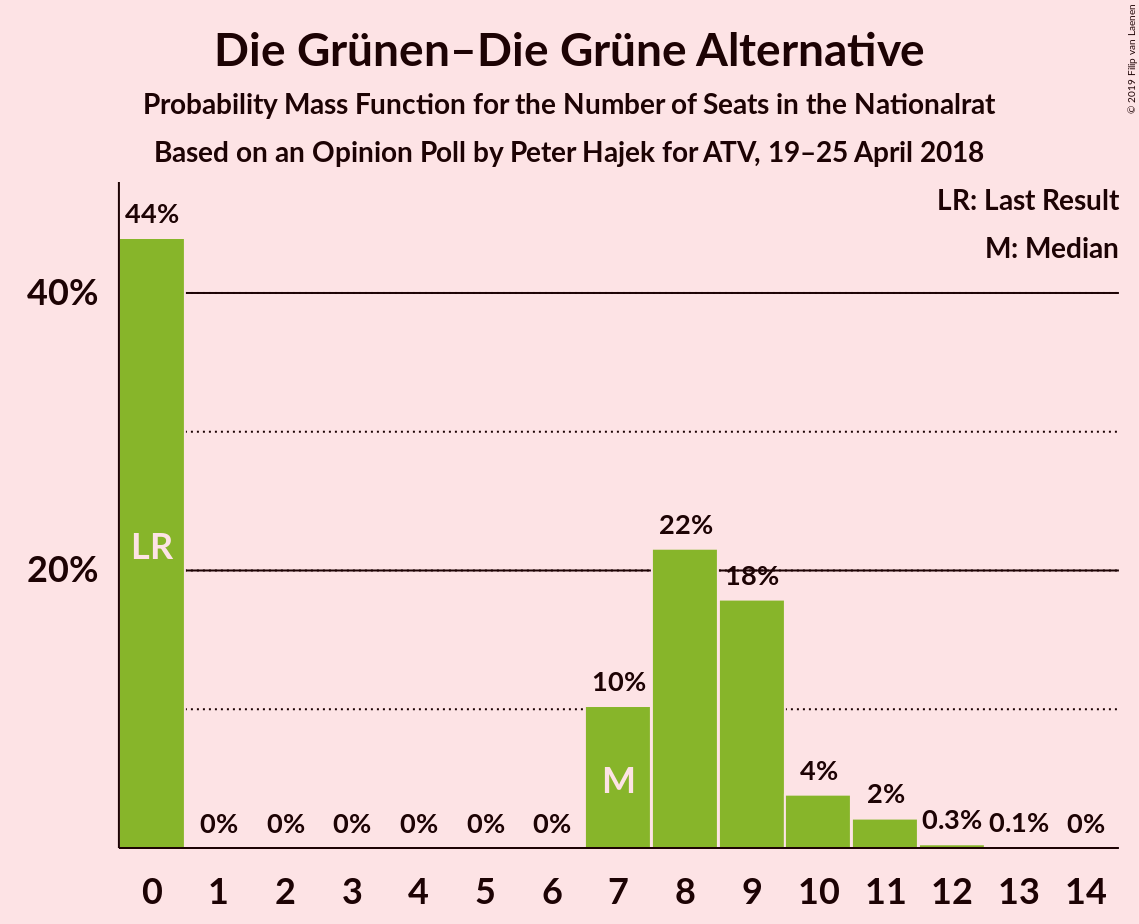 Die Grünen–Die Grüne Alternative
Probability Mass Function for the Number of Seats in the Nationalrat
Based on an Opinion Poll by Peter Hajek for ATV, 19–25 April 2018
© 2019 Filip van Laenen
LR: Last Result
M: Median
44%
40%
LR
22%
20%
18%
10%
M
4%
2%
0% 0% 0% 0% 0% 0% 0.3% 0.1% 0%
0 1 2 3 4 5 6 7 8 9 10 11 12 13 14